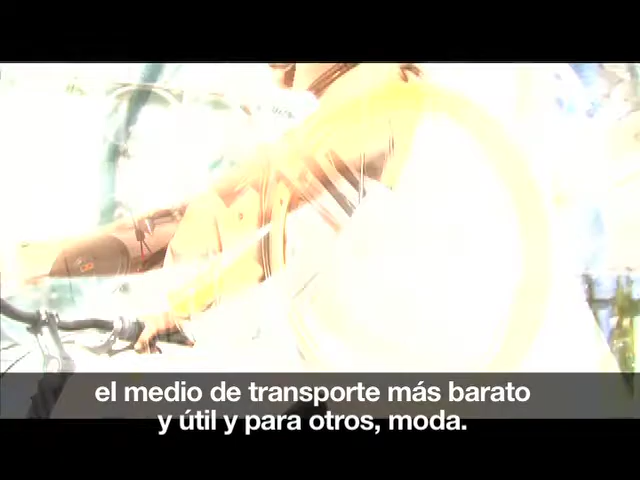 el medio de transporte más barato
y útil y para otros, moda.